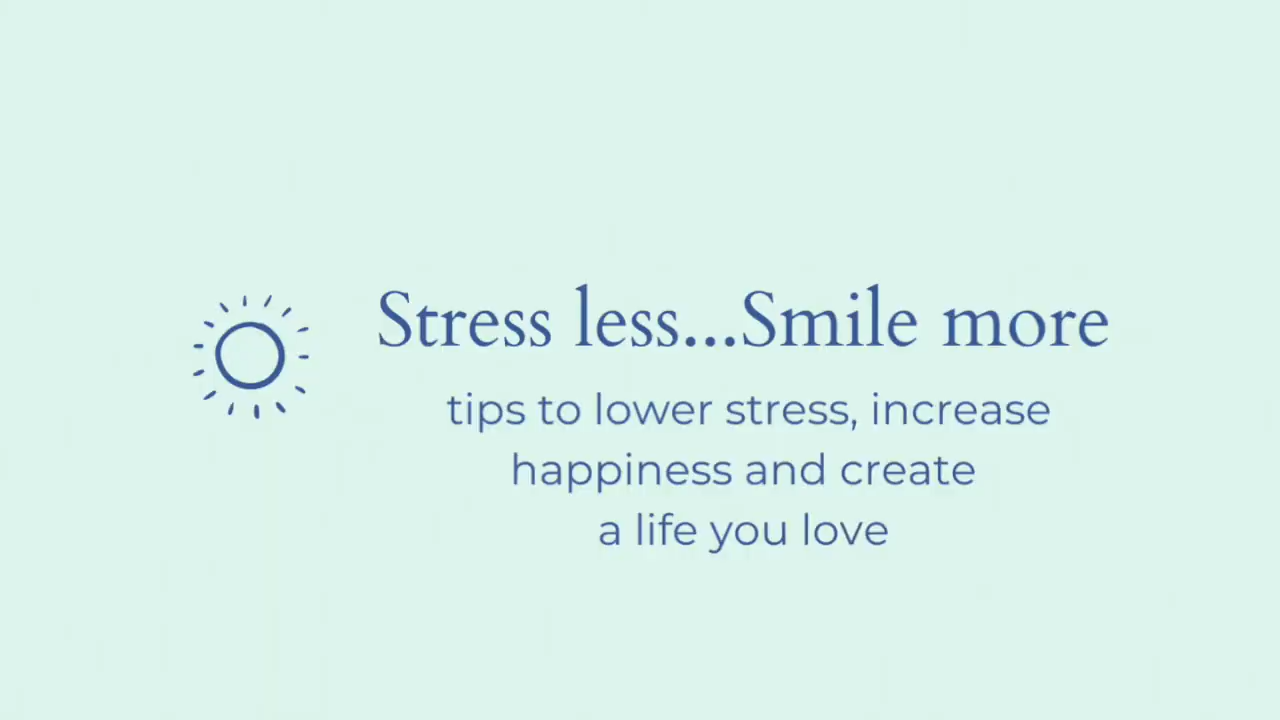 Stress less...Smile more
tips to lower stress, increase
happiness and create
a life you love